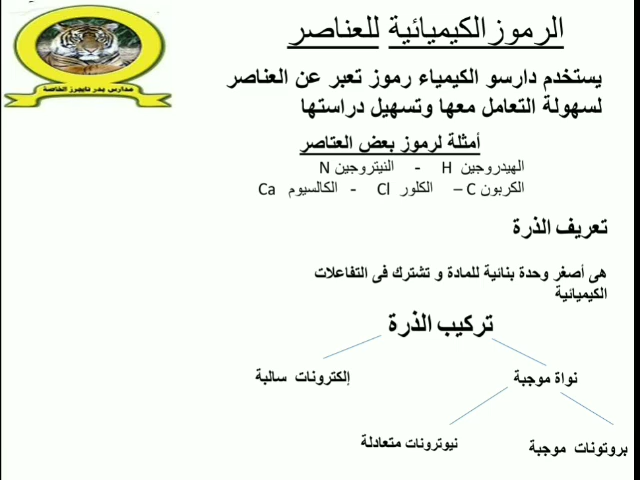 الرموز الكيميائية للعناصر
مدارس بدر تايجرز الخاصة
يستخدم دارسو الكيمياء رموز تعبر عن العناصر
لسهولة التعامل معها وتسهيل دراستها
أمثلة لرموز بعض العناصر
الهيدروجين H - النيتروجين N
الكربون C – الكلور Cl - الكالسيوم Ca
تعريف الذرة
هى أصغر وحدة بنائية للمادة و تشترك فى التفاعلات
الكيميائية
تركيب الذرة
نواة موجبة
إلكترونات سالبة
بروتونات موجبة
نيوترونات متعادلة